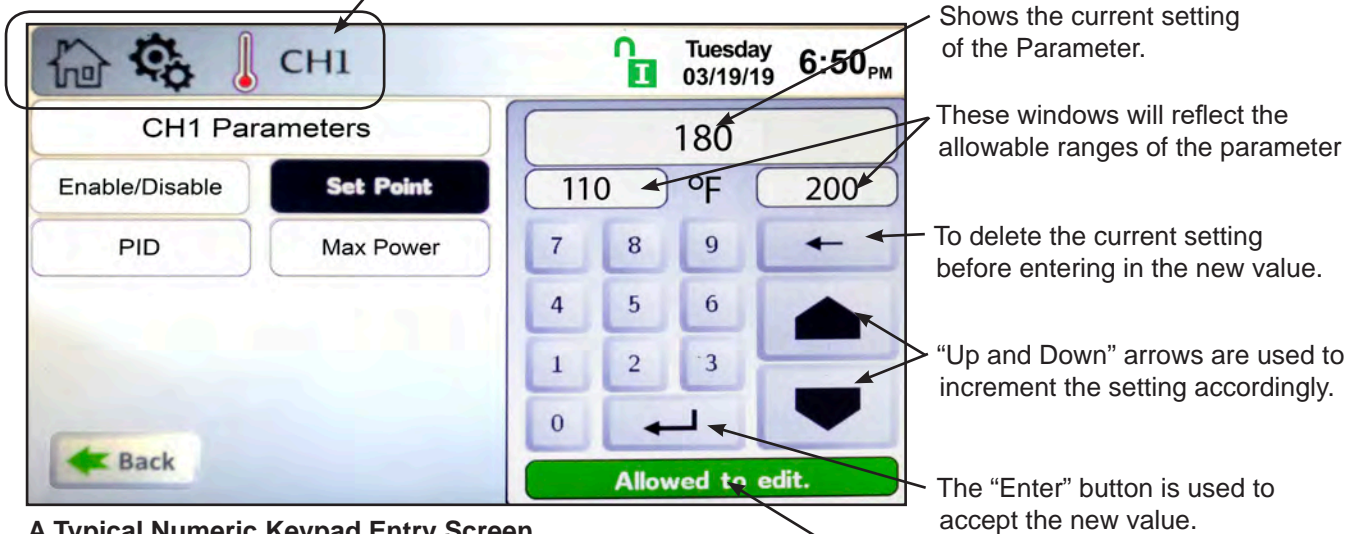 CH1
I
Tuesday
03/19/19
6:50 PM
CH1 Parameters
Enable/Disable
Set Point
PID
Max Power
Back
180
110
°F
200
7
8
9
4
5
6
1
2
3
0
Allowed to edit.
Shows the current setting
of the Parameter.
These windows will reflect the
allowable ranges of the parameter
To delete the current setting
before entering in the new value.
“Up and Down” arrows are used to
increment the setting accordingly.
The “Enter” button is used to
accept the new value.
A Typical Numeric Keypad Entry Screen